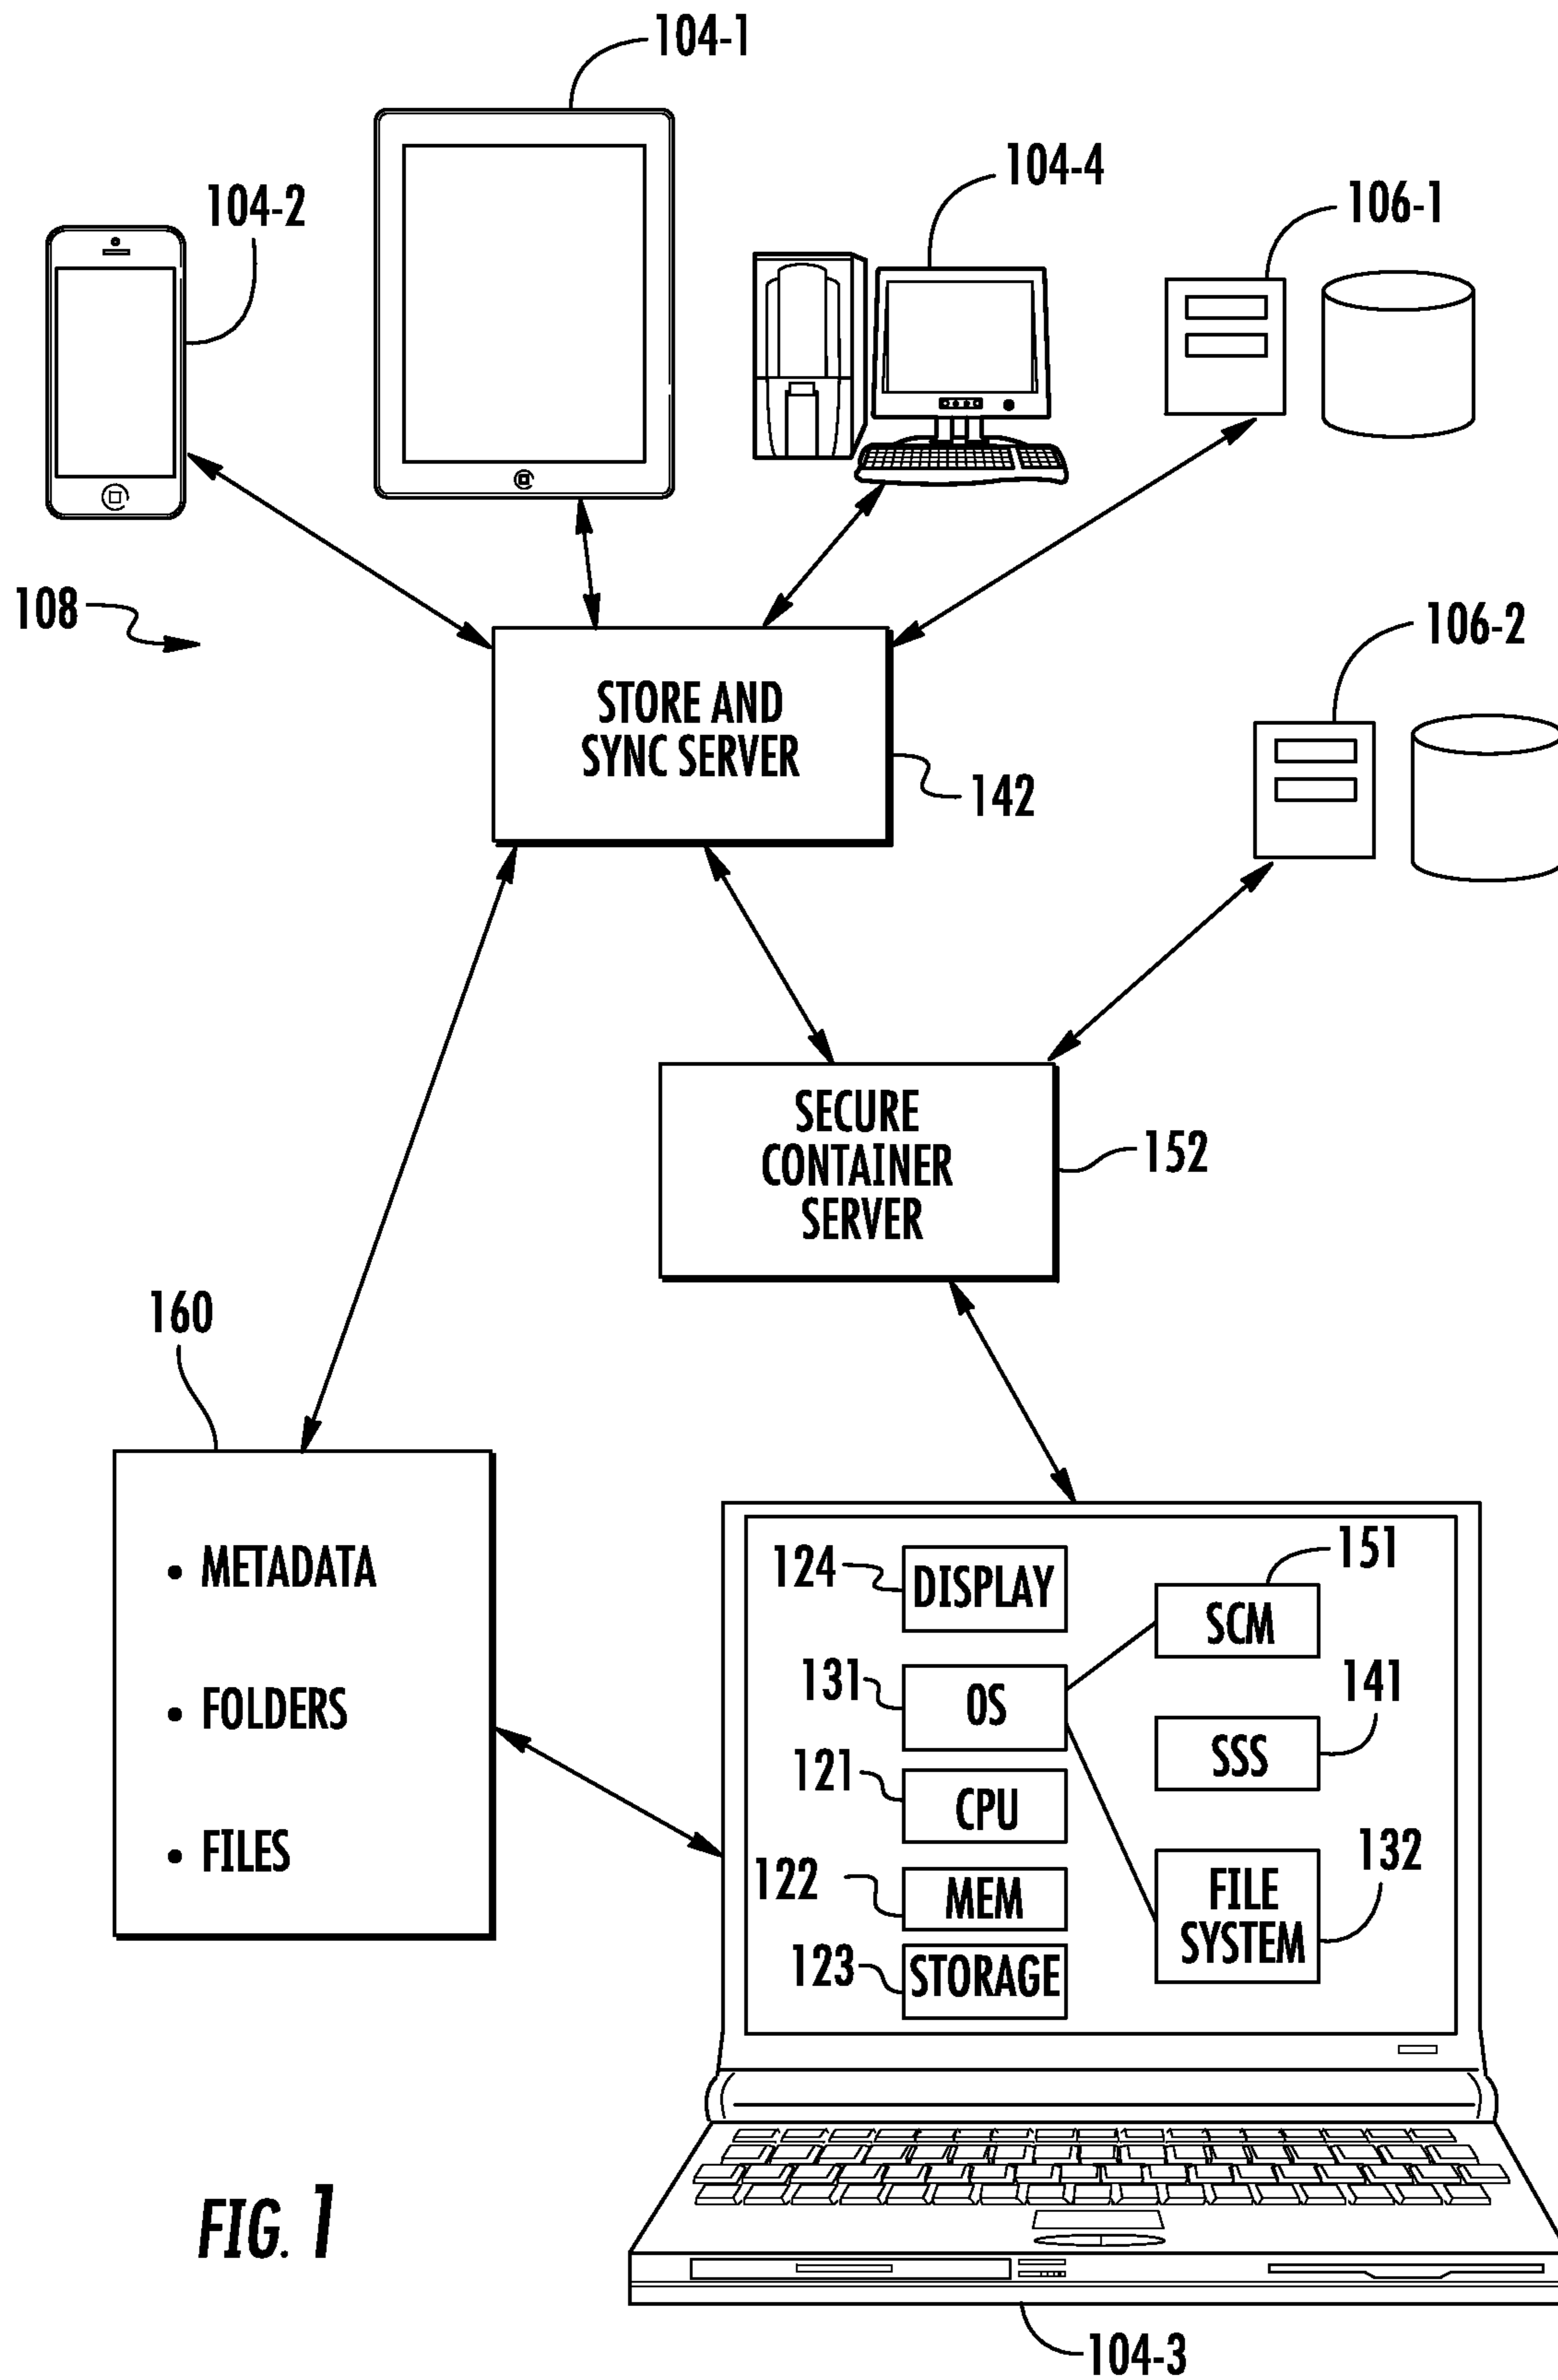 104-1
104-4
104-2
106-1
108
106-2
STORE AND
SYNC SERVER
142
SECURE
CONTAINER
SERVER
152
160
• METADATA
• FOLDERS
• FILES
124
DISPLAY
151
SCM
131
OS
141
SSS
121
CPU
132
FILE
SYSTEM
122
MEM
123
STORAGE
FIG. 1
104-3